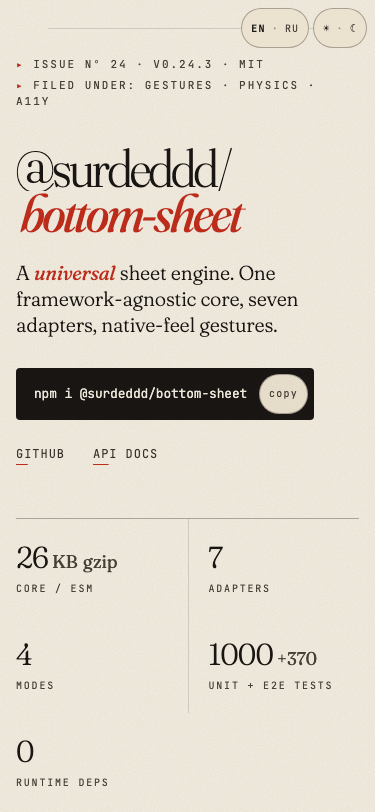 EN · RU
▸ ISSUE Nº 24 · V0.24.3 · MIT
▸ FILED UNDER: GESTURES · PHYSICS ·
A11Y
@surdeddd/
bottom-sheet
A universal sheet engine. One
framework-agnostic core, seven
adapters, native-feel gestures.
npm i @surdeddd/bottom-sheet copy
GITHUB API DOCS
26 KB gzip
CORE / ESM
7
ADAPTERS
4
MODES
1000 +370
UNIT + E2E TESTS
0
RUNTIME DEPS